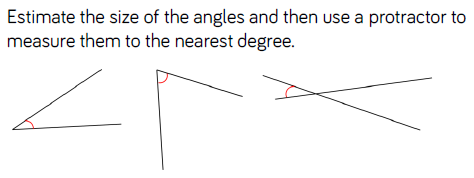 Estimate the size of the angles and then use a protractor to
measure them to the nearest degree.